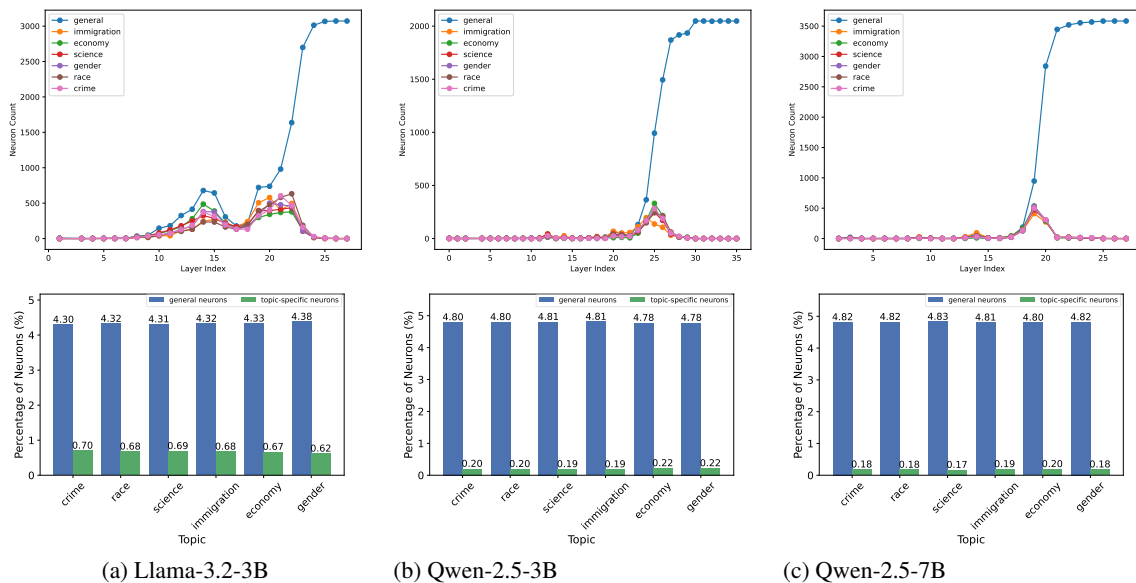 general
immigration
economy
science
gender
race
crime
3000
2500
2000
1500
1000
500
0
Neuron Count
0 5 10 15 20 25
Layer Index
general
immigration
economy
science
gender
race
crime
2000
1500
1000
500
0
Neuron Count
0 5 10 15 20 25 30 35
Layer Index
general
immigration
economy
science
gender
race
crime
3500
3000
2500
2000
1500
1000
500
0
Neuron Count
5 10 15 20 25
Layer Index
general neurons topic-specific neurons
5
4
3
2
1
0
Percentage of Neurons (%)
4.30 4.32 4.31 4.32 4.33 4.38
0.70 0.68 0.69 0.68 0.67 0.62
crime race science immigration economy gender
Topic
general neurons topic-specific neurons
5
4
3
2
1
0
Percentage of Neurons (%)
4.80 4.80 4.81 4.81 4.78 4.78
0.20 0.20 0.19 0.19 0.22 0.22
crime race science immigration economy gender
Topic
general neurons topic-specific neurons
5
4
3
2
1
0
Percentage of Neurons (%)
4.82 4.82 4.83 4.81 4.80 4.82
0.18 0.18 0.17 0.19 0.20 0.18
crime race science immigration economy gender
Topic
(a) Llama-3.2-3B
(b) Qwen-2.5-3B
(c) Qwen-2.5-7B